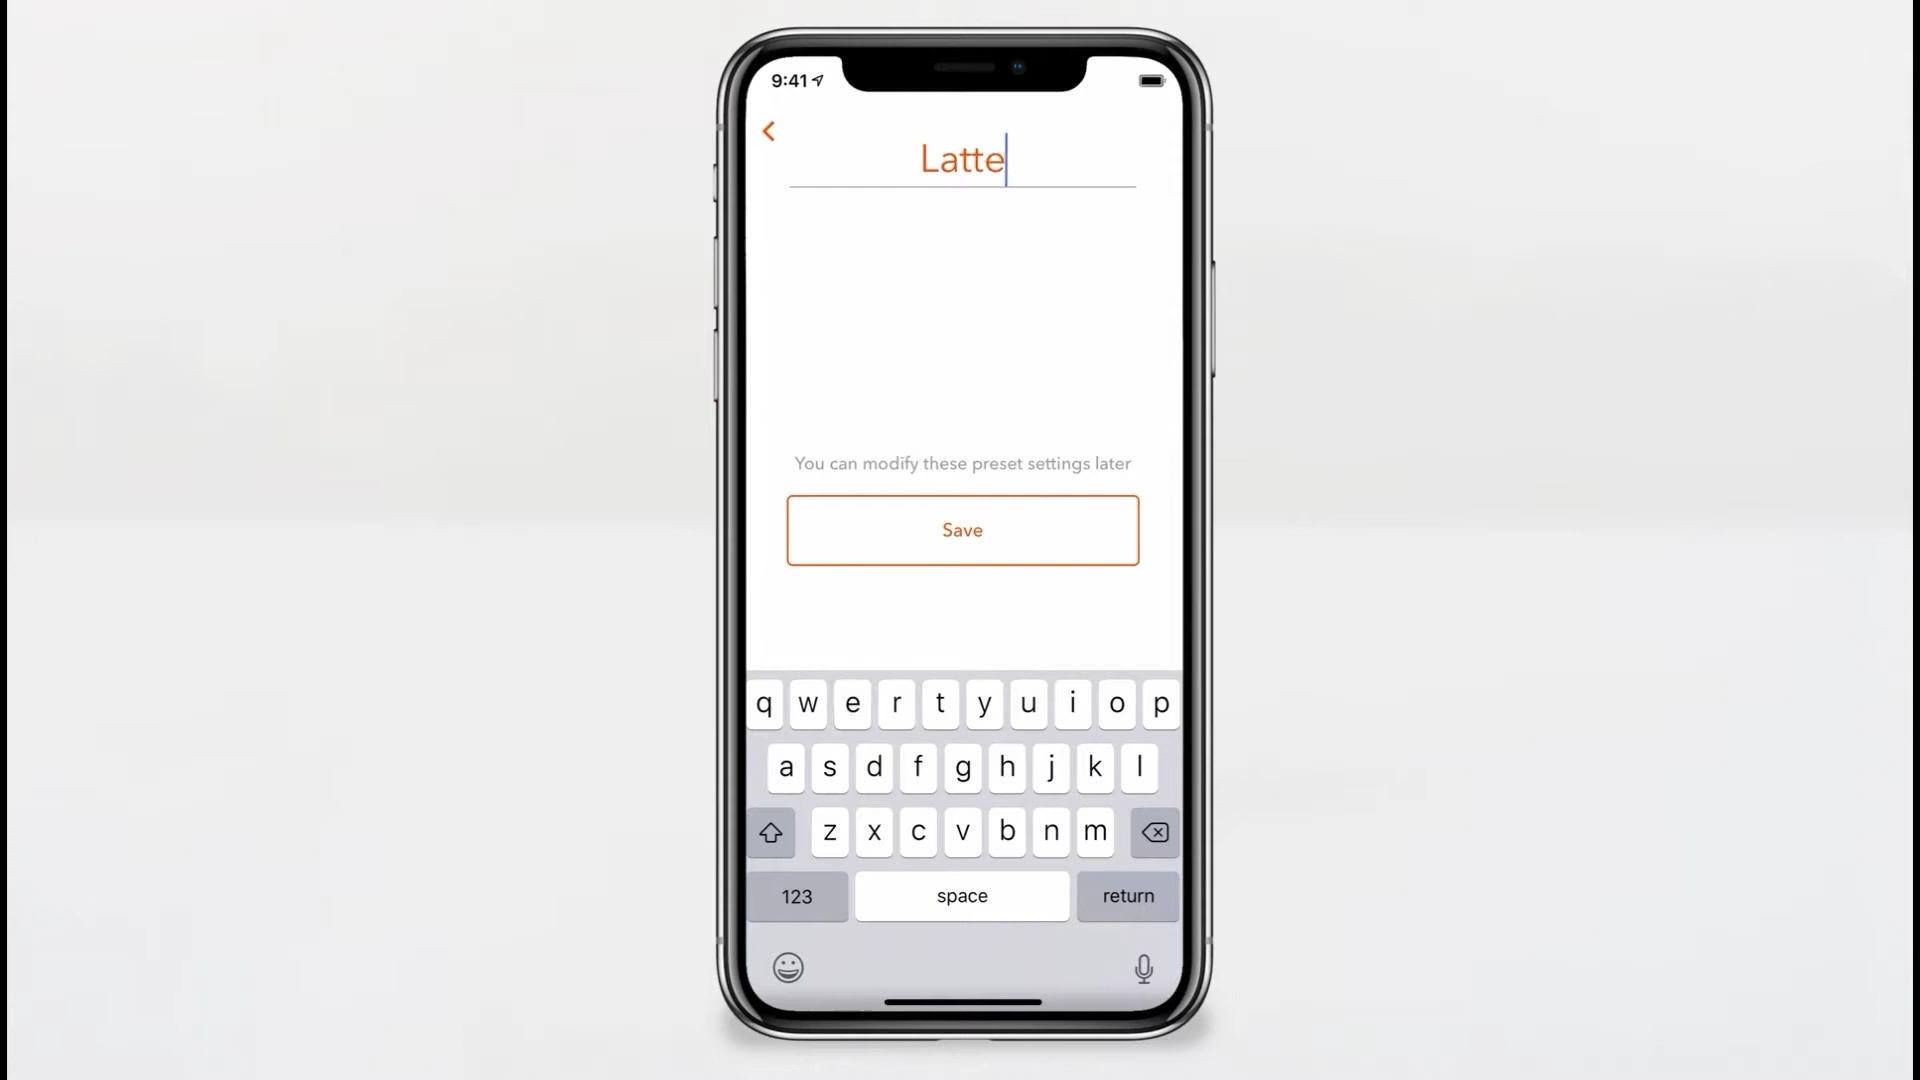 9:41
Latte
You can modify these preset settings later
Save
q w e r t y u i o p
a s d f g h j k l
z x c v b n m
123 space return